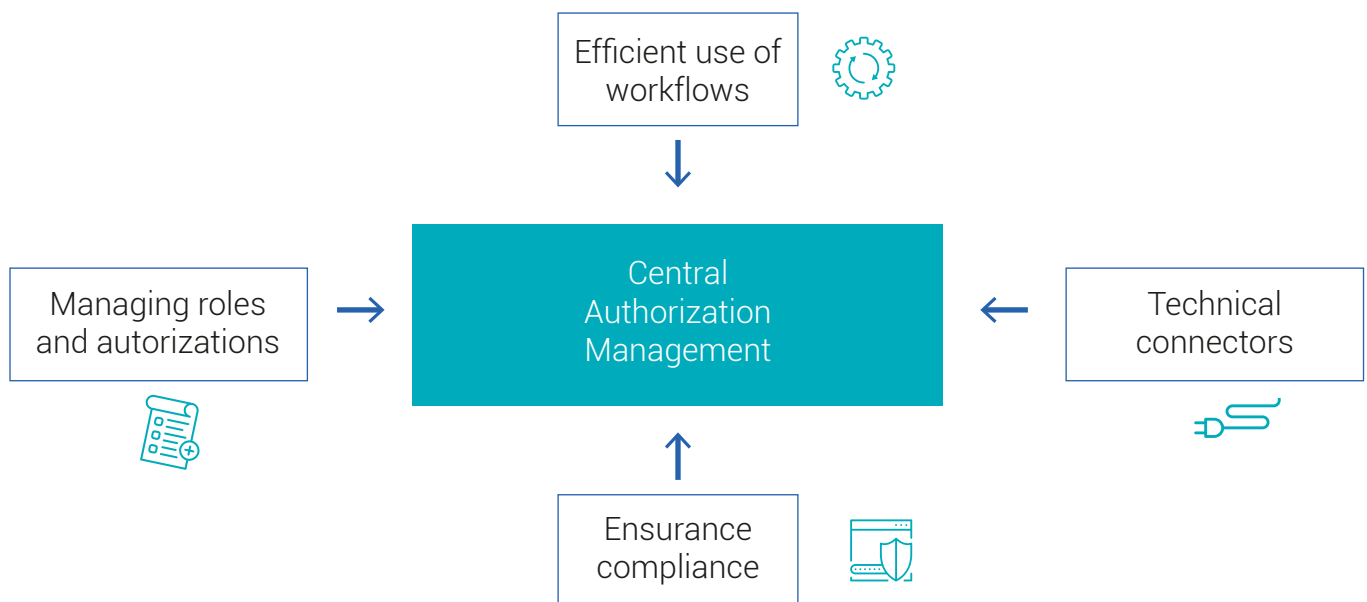 Efficient use of
workflows
Managing roles
and autorizations
Central
Authorization
Management
Technical
connectors
Ensurance
compliance